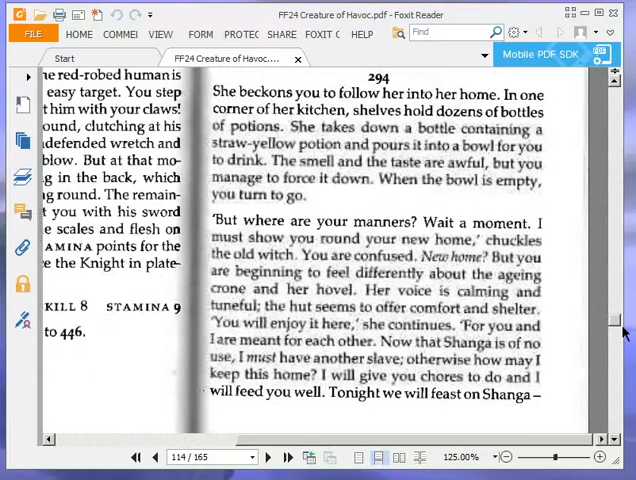 FF24 Creature of Havoc.pdf - Foxit Reader
FILE HOME COMMEI VIEW FORM PROTEC SHARE FOXIT C HELP Find
Start FF24 Creature of Havoc.... Mobile PDF SDK
he red-robed human is
easy target. You step
t him with your claws!
ound, clutching at his
defended wretch and
blow. But at that mo-
g in the back, which
ng round. The remain-
t you with his sword
e scales and flesh on
AMINA points for the
e the Knight in plate-
KILL 8 STAMINA 9
to 446.
294
She beckons you to follow her into her home. In one
corner of her kitchen, shelves hold dozens of bottles
of potions. She takes down a bottle containing a
straw-yellow potion and pours it into a bowl for you
to drink. The smell and the taste are awful, but you
manage to force it down. When the bowl is empty,
you turn to go.
'But where are your manners? Wait a moment. I
must show you round your new home,' chuckles
the old witch. You are confused. New home? But you
are beginning to feel differently about the ageing
crone and her hovel. Her voice is calming and
tuneful; the hut seems to offer comfort and shelter.
'You will enjoy it here,' she continues. 'For you and
I are meant for each other. Now that Shanga is of no
use, I must have another slave; otherwise how may I
keep this home? I will give you chores to do and I
will feed you well. Tonight we will feast on Shanga –
114 / 165 125.00%